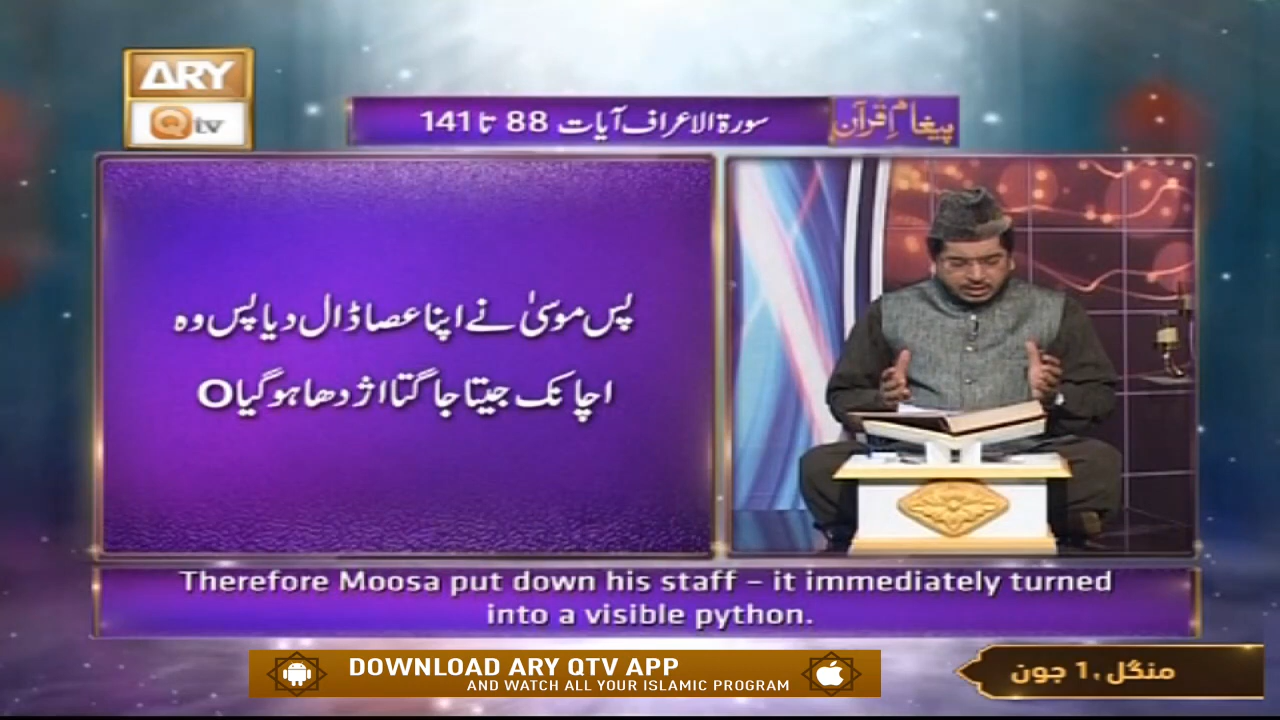 ARY
Qtv
سورۃ الاعراف آیات 88 تا 141
پیغام قرآن
پس موسیٰ نے اپنا عصا ڈال دیا پس وہ
اچانک جیتا جاگتا اژدھا ہوگیاO
Therefore Moosa put down his staff – it immediately turned
into a visible python.
DOWNLOAD ARY QTV APP
AND WATCH ALL YOUR ISLAMIC PROGRAM
منگل، 1 جون